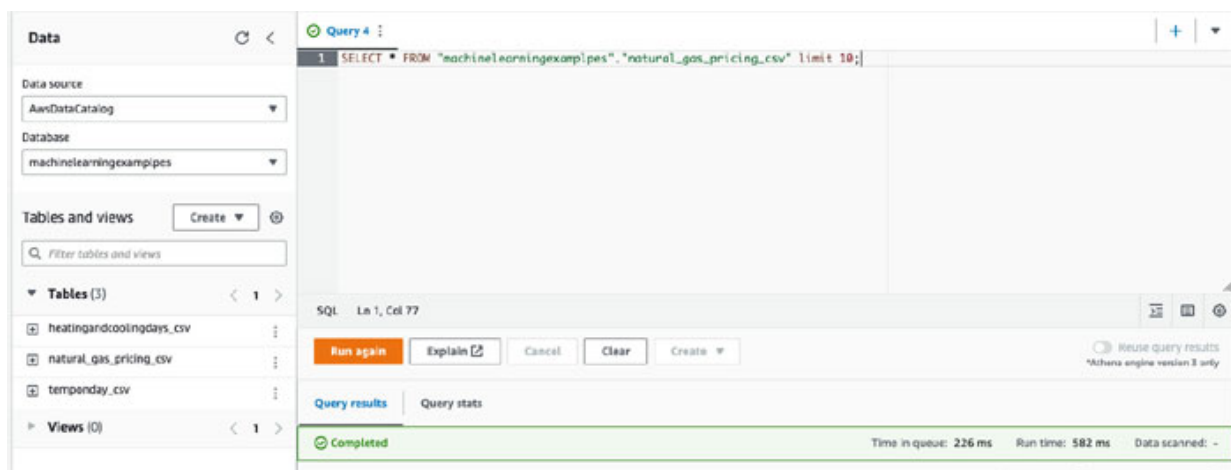 Data
Data source
AwsDataCatalog
Database
machinelearningexampipes
Tables and views
Create
Filter tables and views
Tables (3)
< 1 >
heatingandcoolingdays_csv
natural_gas_pricing_csv
temponday_csv
Views (0)
< 1 >
Query 4
1 SELECT * FROM "machinelearningexamplpes"."natural_gas_pricing_csv" limit 10;
SQL Ln 1, Col 77
Run again Explain Cancel Clear Create
Reuse query results
*Athena engine version 3 only
Query results Query stats
Completed Time in queue: 226 ms Run time: 582 ms Data scanned: -